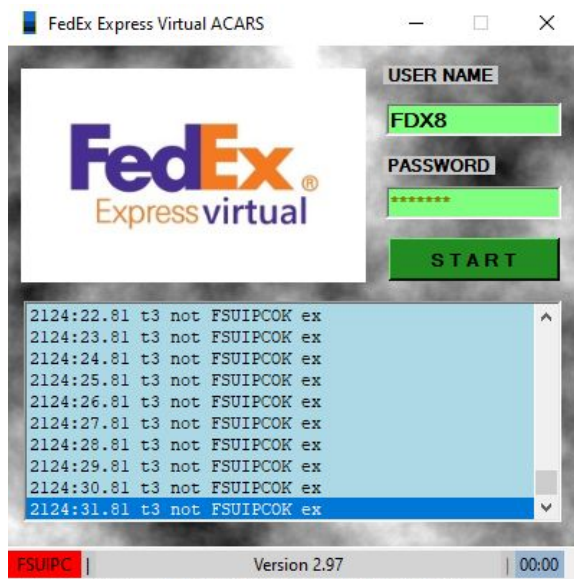 FedEx Express Virtual ACARS
USER NAME
FDX8
PASSWORD
*******
START
FedEx®
Express virtual
2124:22.81 t3 not FSUIPCOK ex
2124:23.81 t3 not FSUIPCOK ex
2124:24.81 t3 not FSUIPCOK ex
2124:25.81 t3 not FSUIPCOK ex
2124:26.81 t3 not FSUIPCOK ex
2124:27.81 t3 not FSUIPCOK ex
2124:28.81 t3 not FSUIPCOK ex
2124:29.81 t3 not FSUIPCOK ex
2124:30.81 t3 not FSUIPCOK ex
2124:31.81 t3 not FSUIPCOK ex
FSUIPC | Version 2.97 | 00:00